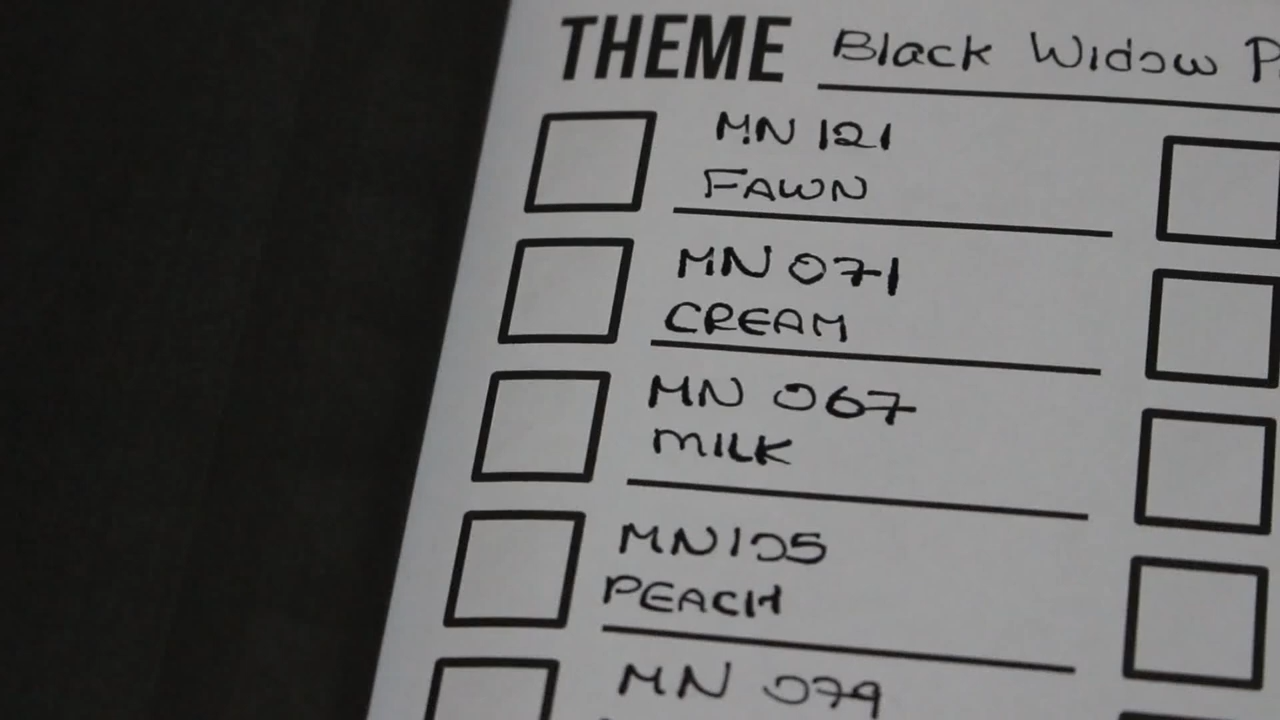 THEME Black Widow
MN 121
FAWN
MN 071
CREAM
MN 067
MILK
MN105
PEACH
MN 079